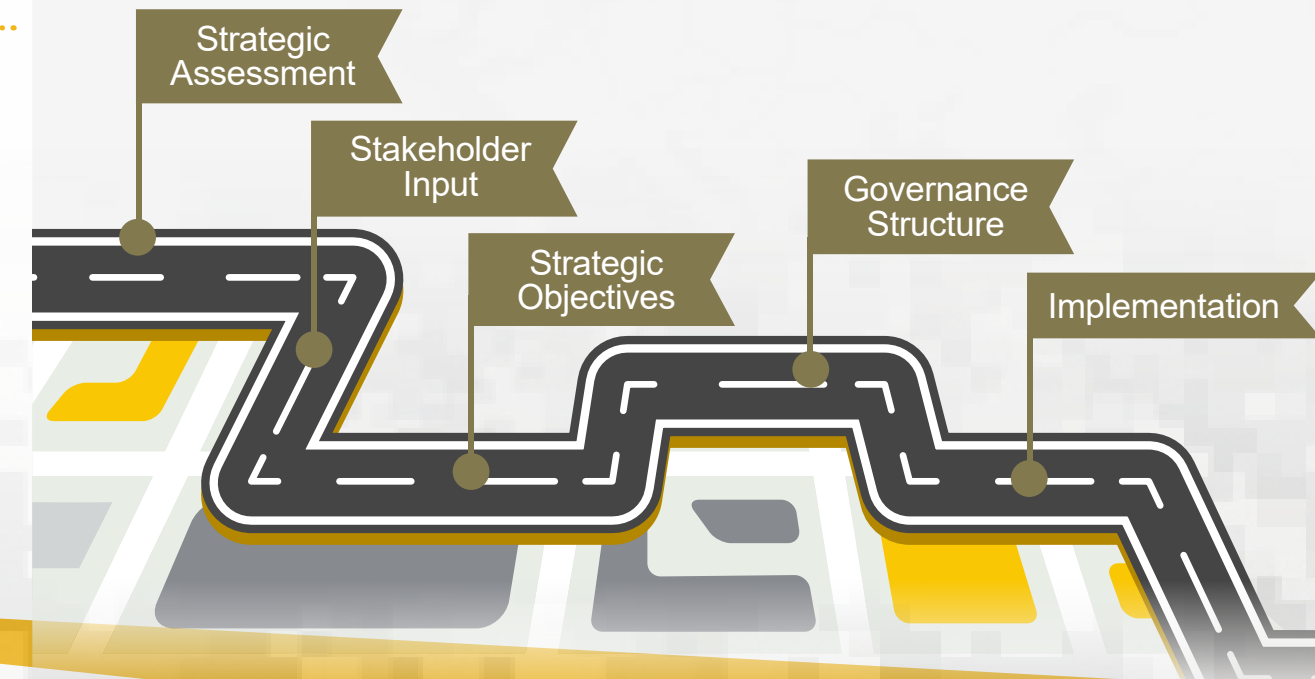 Strategic
Assessment
Stakeholder
Input
Strategic
Objectives
Governance
Structure
Implementation